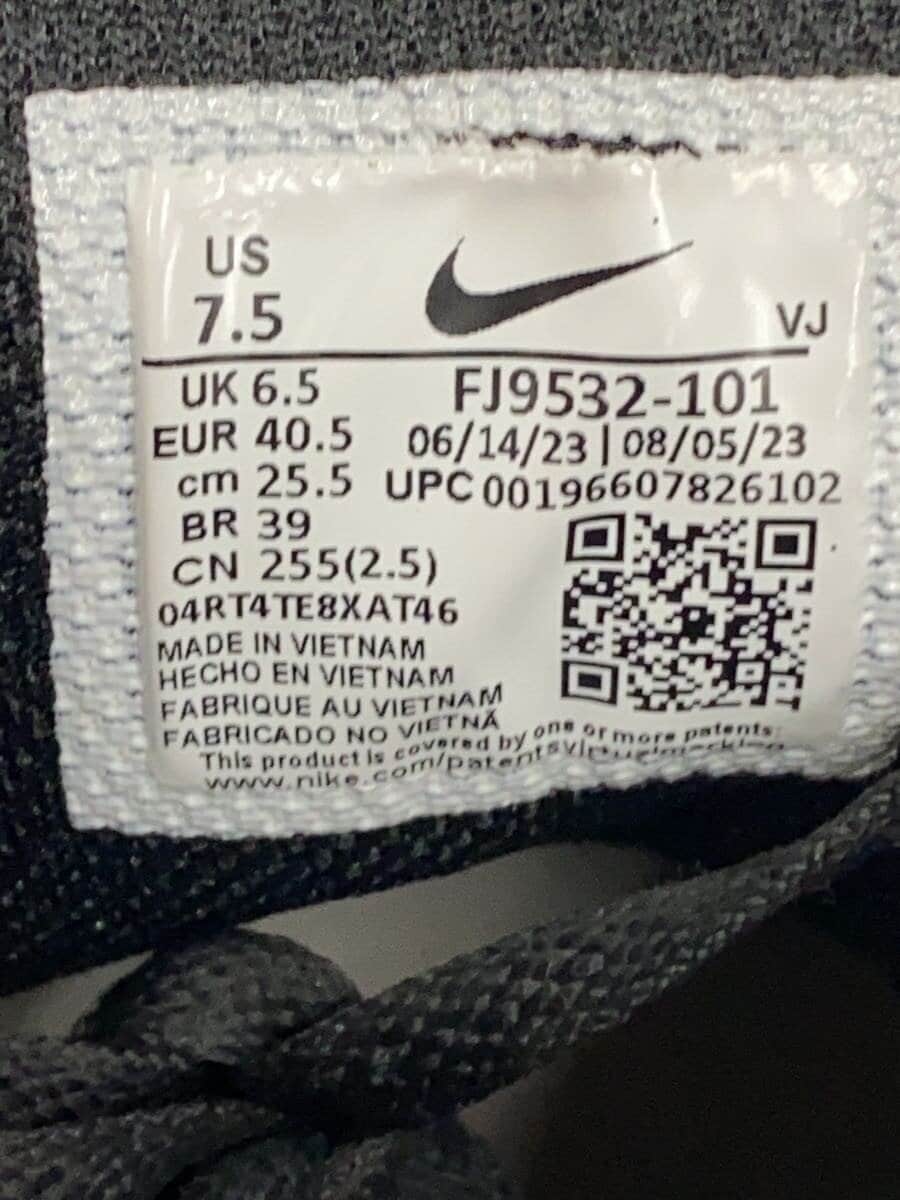 US
7.5
VJ
UK 6.5
FJ9532-101
EUR 40.5
06/14/23 | 08/05/23
cm 25.5
UPC 00196607826102
BR 39
CN 255(2.5)
04RT4TE8XAT46
MADE IN VIETNAM
HECHO EN VIETNAM
FABRIQUE AU VIETNAM
FABRICADO NO VIETNÃ
This product is covered by one or more patents:
www.nike.com/patentsvirtualmarking